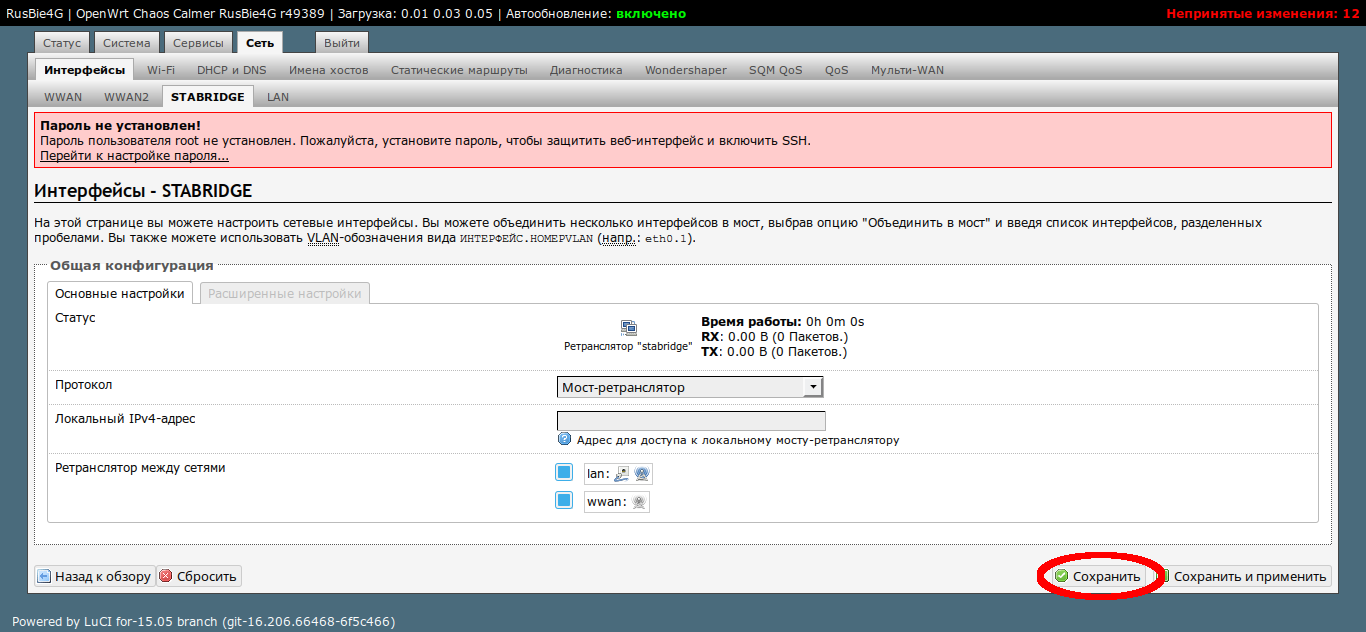 RusBie4G | OpenWrt Chaos Calmer RusBie4G r49389 | Загрузка: 0.01 0.03 0.05 | Автообновление: включено Непринятые изменения: 12
Статус Система Сервисы Сеть Выйти
Интерфейсы Wi-Fi DHCP и DNS Имена хостов Статические маршруты Диагностика Wondershaper SQM QoS QoS Мульти-WAN
WWAN WWAN2 STABRIDGE LAN
Пароль не установлен!
Пароль пользователя root не установлен. Пожалуйста, установите пароль, чтобы защитить веб-интерфейс и включить SSH.
Перейти к настройке пароля...
Интерфейсы - STABRIDGE
На этой странице вы можете настроить сетевые интерфейсы. Вы можете объединить несколько интерфейсов в мост, выбрав опцию "Объединить в мост" и введя список интерфейсов, разделенных
пробелами. Вы также можете использовать VLAN-обозначения вида ИНТЕРФЕЙС.НОМЕРVLAN (напр.: eth0.1).
Общая конфигурация
Основные настройки Расширенные настройки
Статус
Ретранслятор "stabridge"
Время работы: 0h 0m 0s
RX: 0.00 B (0 Пакетов.)
TX: 0.00 B (0 Пакетов.)
Протокол Мост-ретранслятор
Локальный IPv4-адрес
Адрес для доступа к локальному мосту-ретранслятору
Ретранслятор между сетями lan:
wwan:
Назад к обзору Сбросить Сохранить Сохранить и применить
Powered by LuCI for-15.05 branch (git-16.206.66468-6f5c466)